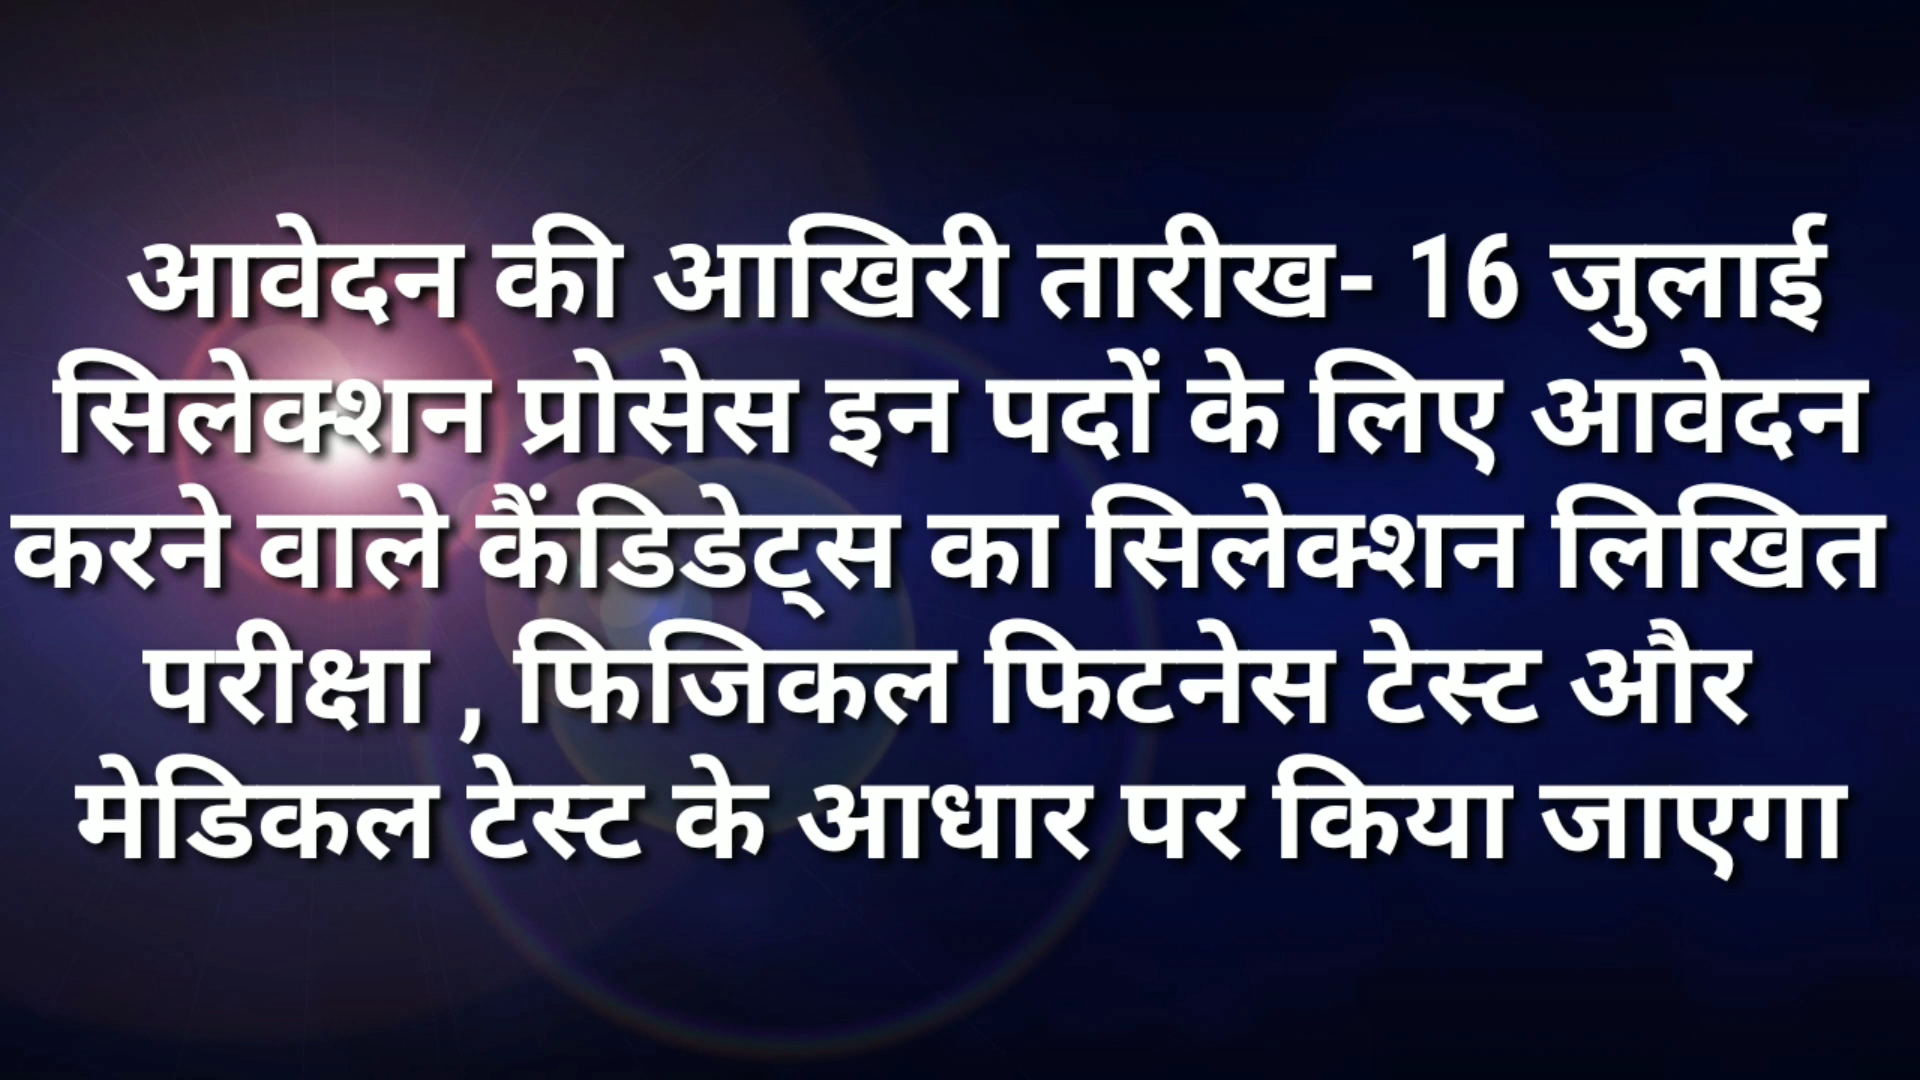 आवेदन की आखिरी तारीख- 16 जुलाई
सिलेक्शन प्रोसेस इन पदों के लिए आवेदन
करने वाले कैंडिडेट्स का सिलेक्शन लिखित
परीक्षा , फिजिकल फिटनेस टेस्ट और
मेडिकल टेस्ट के आधार पर किया जाएगा